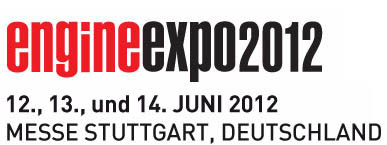 engineexpo2012
12., 13., und 14. JUNI 2012
MESSE STUTTGART, DEUTSCHLAND